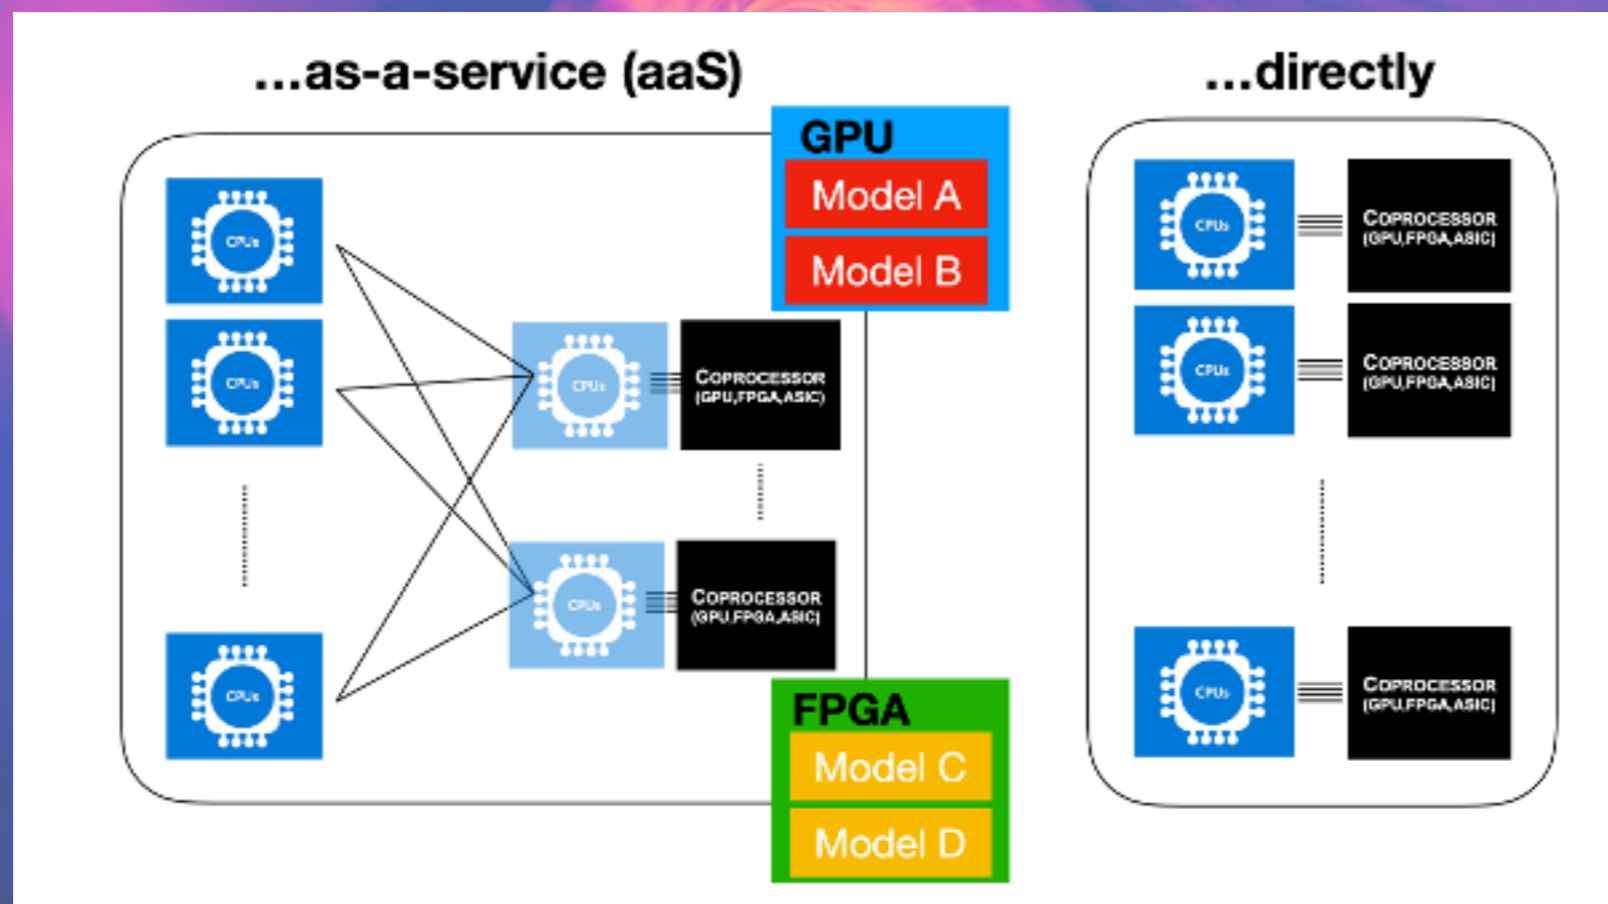 ...as-a-service (aaS)
GPU
Model A
Model B
CPUs
CPUs
CPUs
CPUs
COPROCESSOR
(GPU,FPGA,ASIC)
CPUs
COPROCESSOR
(GPU,FPGA,ASIC)
FPGA
Model C
Model D
...directly
CPUs
COPROCESSOR
(GPU,FPGA,ASIC)
CPUs
COPROCESSOR
(GPU,FPGA,ASIC)
CPUs
COPROCESSOR
(GPU,FPGA,ASIC)